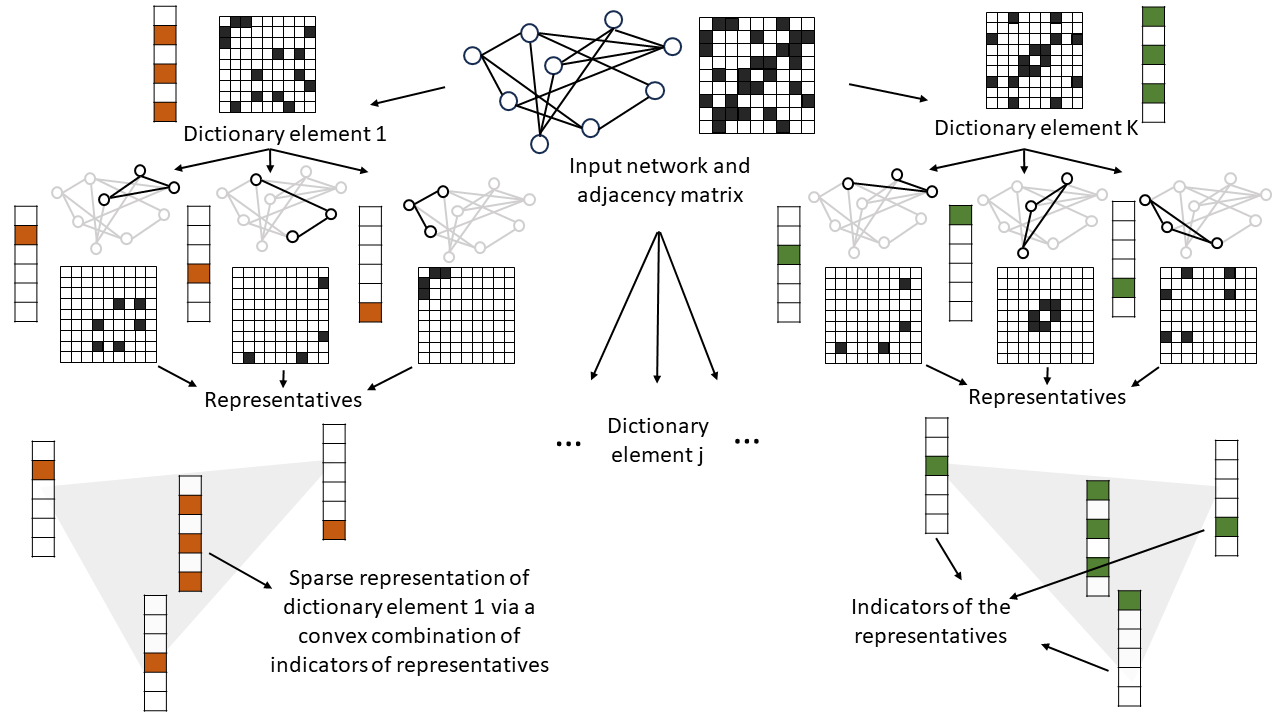 Dictionary element 1
Input network and
adjacency matrix
Dictionary element K
Representatives
Representatives
... Dictionary ...
element j
Sparse representation of
dictionary element 1 via a
convex combination of
indicators of representatives
Indicators of the
representatives